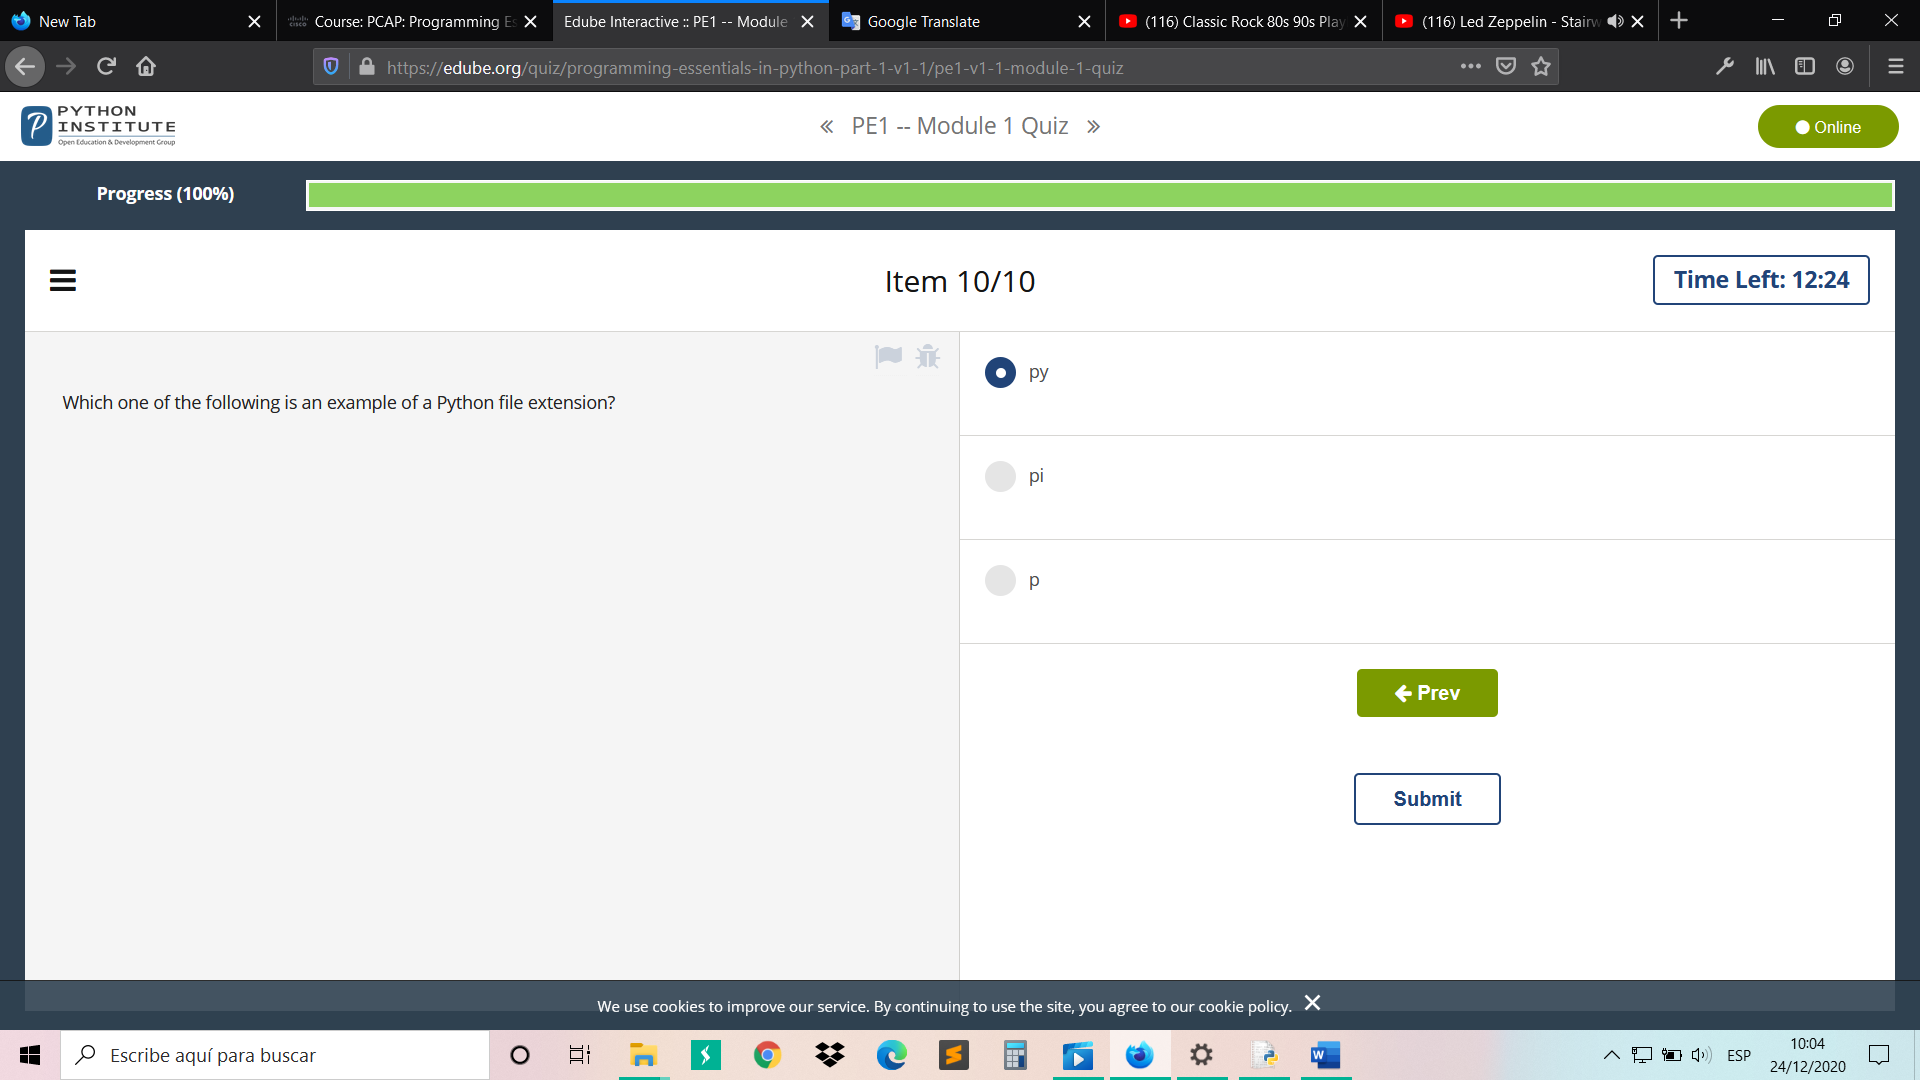 New Tab
Course: PCAP: Programming Es
Edube Interactive :: PE1 -- Module
Google Translate
(116) Classic Rock 80s 90s Play
(116) Led Zeppelin - Stairw
https://edube.org/quiz/programming-essentials-in-python-part-1-v1-1/pe1-v1-1-module-1-quiz
PYTHON
INSTITUTE
Open Education & Development Group
« PE1 -- Module 1 Quiz »
Online
Progress (100%)
Item 10/10
Time Left: 12:24
Which one of the following is an example of a Python file extension?
py
pi
p
Prev
Submit
We use cookies to improve our service. By continuing to use the site, you agree to our cookie policy.
Escribe aquí para buscar
ESP
10:04
24/12/2020